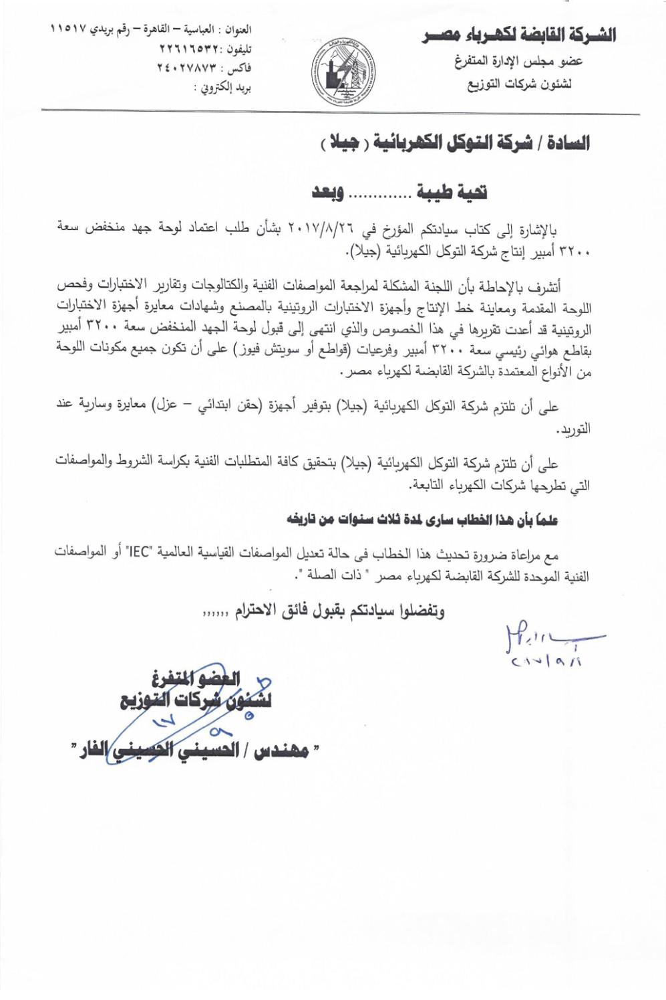 الشركة القابضة لكهرباء مصر
عضو مجلس الإدارة المتفرغ
لشئون شركات التوزيع
العنوان : العباسية – القاهرة – رقم بريدي ١١٥١٧
تليفون : ٢٢٦١٦٥٣٢
فاكس : ٢٤٠٢٧٨٧٣
بريد إلكتروني :
السادة / شركة التوكل الكهربائية ( جيلا )
تحية طيبة ............. وبعد
بالإشارة إلى كتاب سيادتكم المؤرخ في ٢٠١٧/٨/٢٦ بشأن طلب اعتماد لوحة جهد منخفض سعة
٣٢٠٠ أمبير إنتاج شركة التوكل الكهربائية (جيلا).
أتشرف بالإحاطة بأن اللجنة المشكلة لمراجعة المواصفات الفنية والكتالوجات وتقارير الاختبارات وفحص
اللوحة المقدمة ومعاينة خط الإنتاج وأجهزة الاختبارات الروتينية بالمصنع وشهادات معايرة أجهزة الاختبارات
الروتينية قد أعدت تقريرها في هذا الخصوص والذي انتهى إلى قبول لوحة الجهد المنخفض سعة ٣٢٠٠ أمبير
بقاطع هوائي رئيسي سعة ٣٢٠٠ أمبير وفرعيات (قواطع أو سويتش فيوز) على أن تكون جميع مكونات اللوحة
من الأنواع المعتمدة بالشركة القابضة لكهرباء مصر.
على أن تلتزم شركة التوكل الكهربائية (جيلا) بتوفير أجهزة (حقن ابتدائي – عزل) معايرة وسارية عند
التوريد.
على أن تلتزم شركة التوكل الكهربائية (جيلا) بتحقيق كافة المتطلبات الفنية بكراسة الشروط والمواصفات
التي تطرحها شركات الكهرباء التابعة.
علماً بأن هذا الخطاب سارى لمدة ثلاث سنوات من تاريخه
مع مراعاة ضرورة تحديث هذا الخطاب فى حالة تعديل المواصفات القياسية العالمية "IEC" أو المواصفات
الفنية الموحدة للشركة القابضة لكهرباء مصر " ذات الصلة ".
وتفضلوا سيادتكم بقبول فائق الاحترام ,,,,,,
العضو المتفرغ
لشئون شركات التوزيع
" مهندس / الحسيني الحسيني الفار "